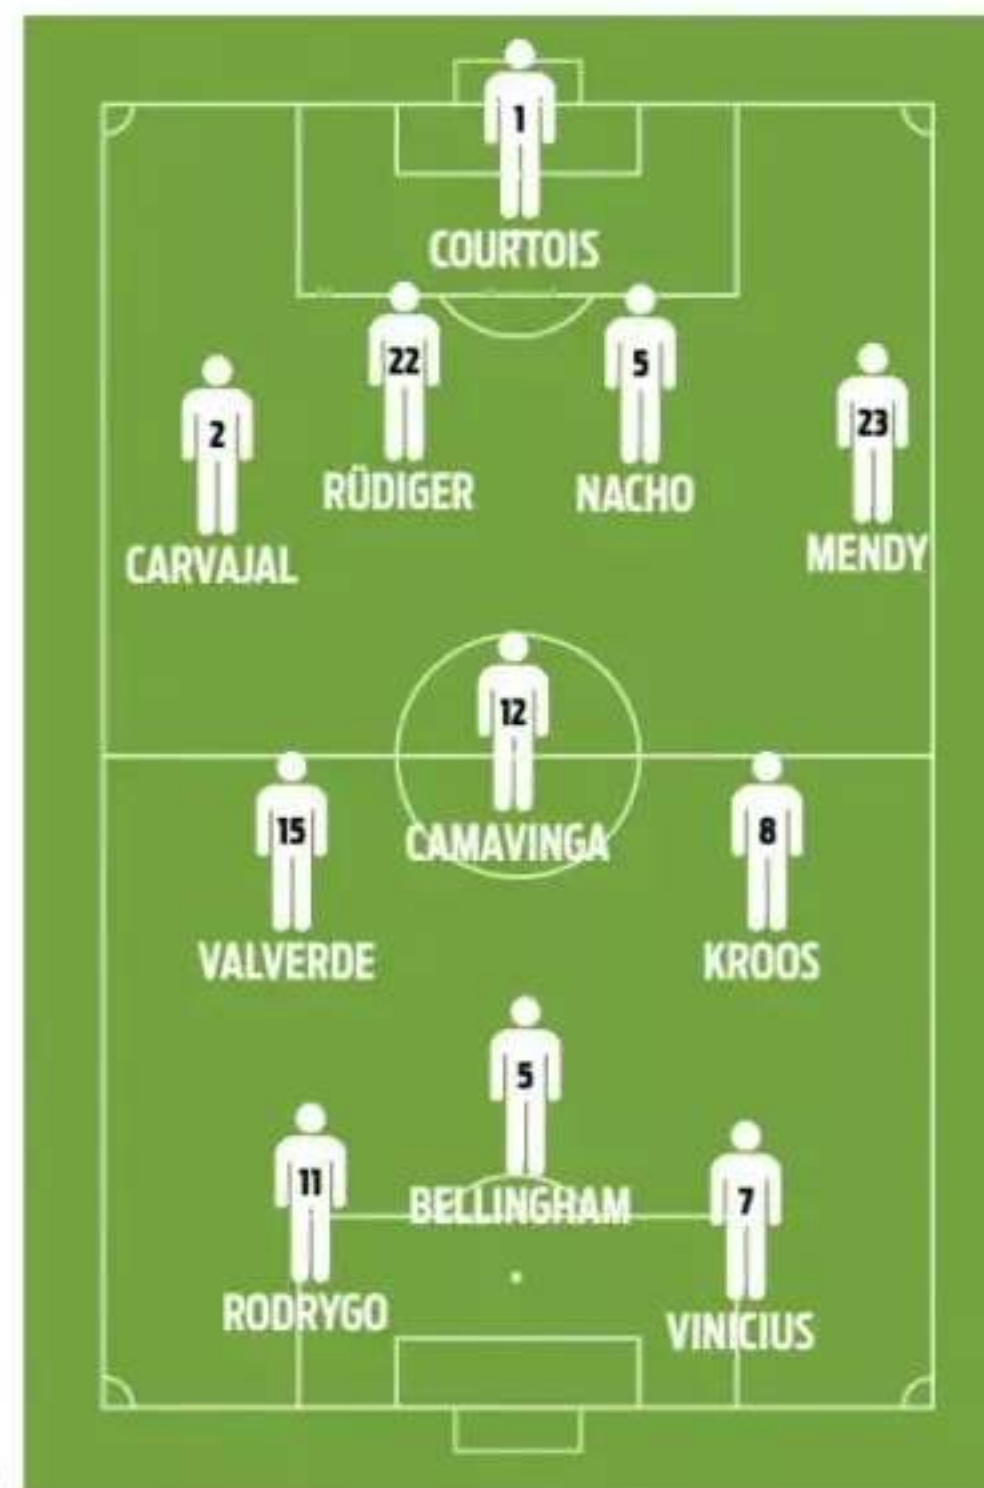 1
COURTOIS
22
RÜDIGER
5
NACHO
2
CARVAJAL
23
MENDY
12
CAMAVINGA
15
VALVERDE
8
KROOS
5
BELLINGHAM
11
RODRYGO
7
VINICIUS